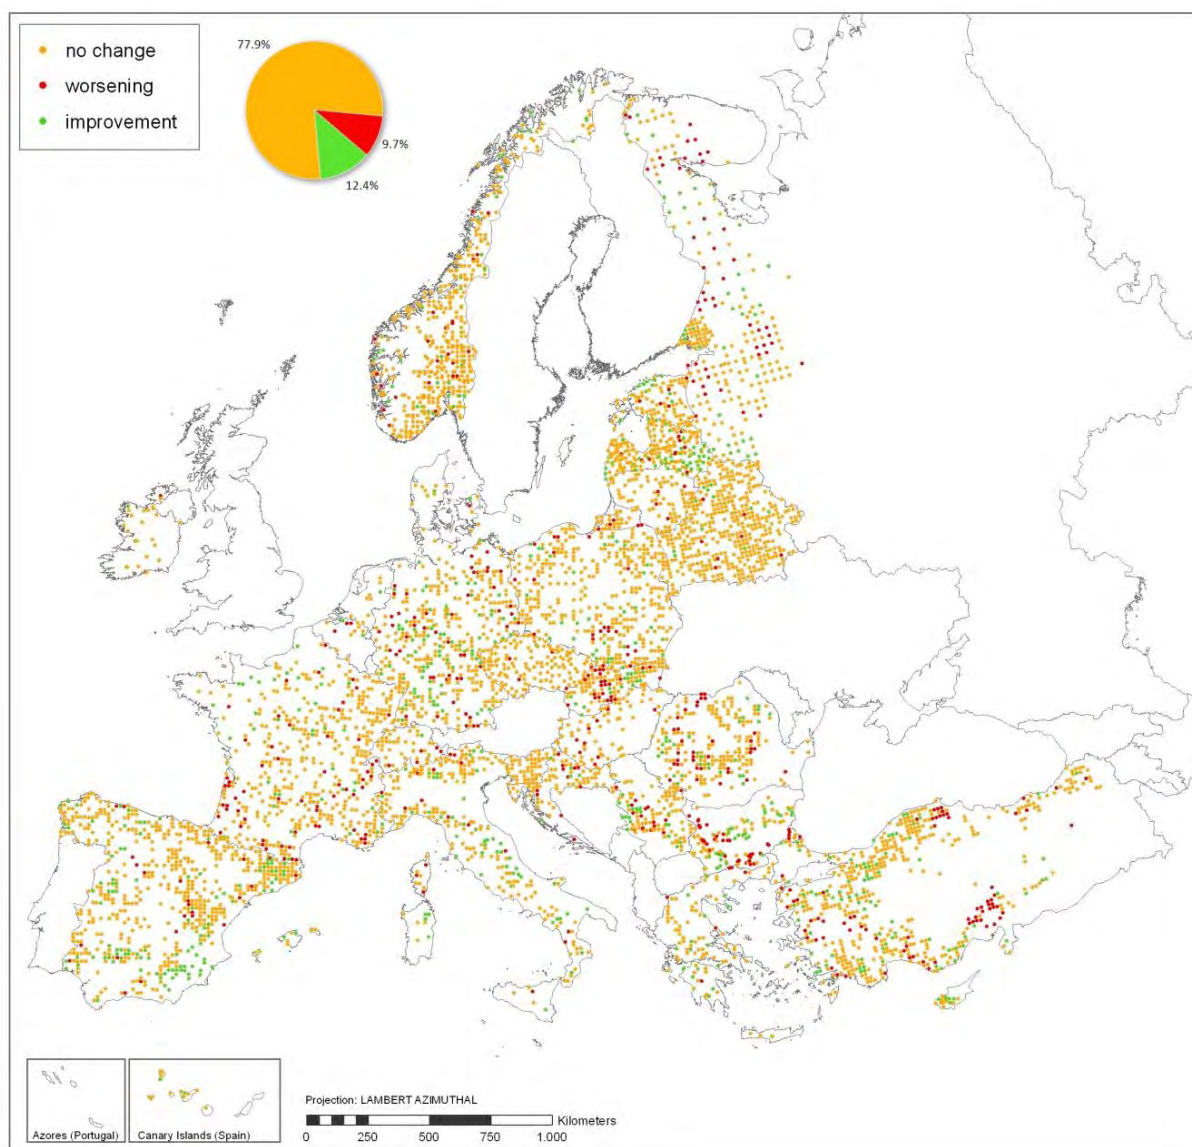 no change
worsening
improvement
77.9%
9.7%
12.4%
Azores (Portugal)
Canary Islands (Spain)
Projection: LAMBERT AZIMUTHAL
Kilometers
0 250 500 750 1.000